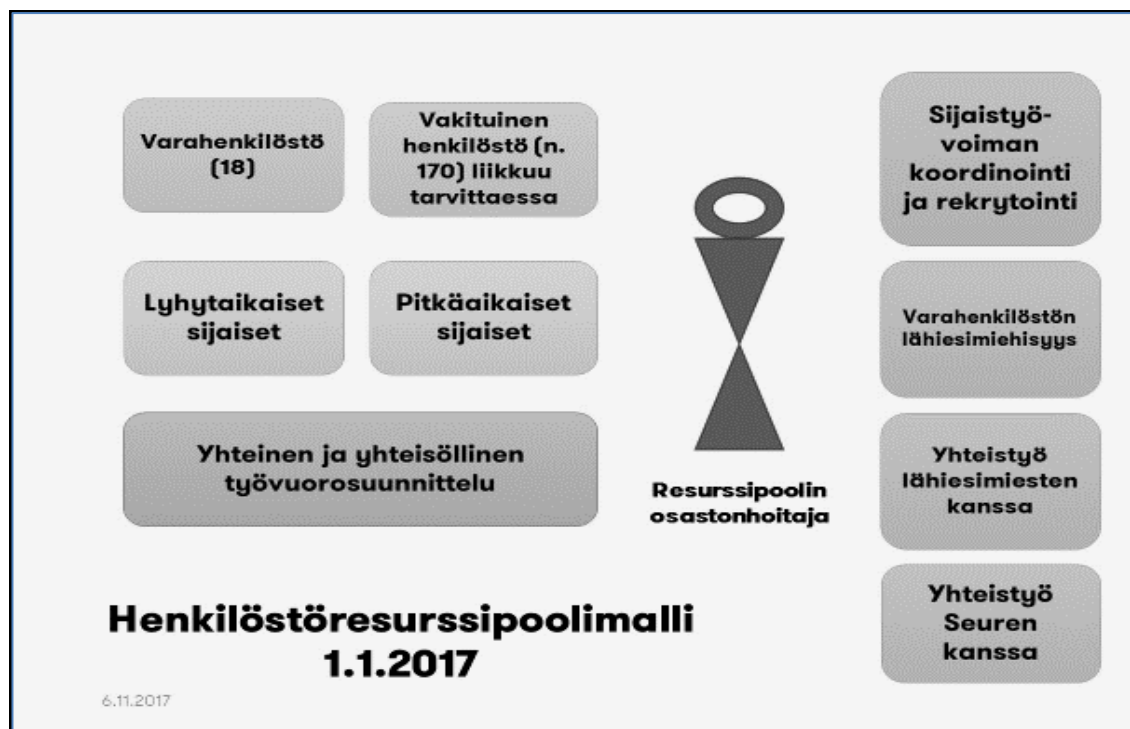 Varahenkilöstö
(18)
Vakituinen
henkilöstö (n.
170) liikkuu
tarvittaessa
Lyhytaikaiset
sijaiset
Pitkäaikaiset
sijaiset
Yhteinen ja yhteisöllinen
työvuorosuunnittelu
Resurssipoolin
osastonhoitaja
Sijaistyö-
voiman
koordinointi
ja rekrytointi
Varahenkilöstön
lähiesimiehisyys
Yhteistyö
lähiesimiesten
kanssa
Yhteistyö
Seuren
kanssa
Henkilöstöresurssipoolimalli
1.1.2017
6.11.2017